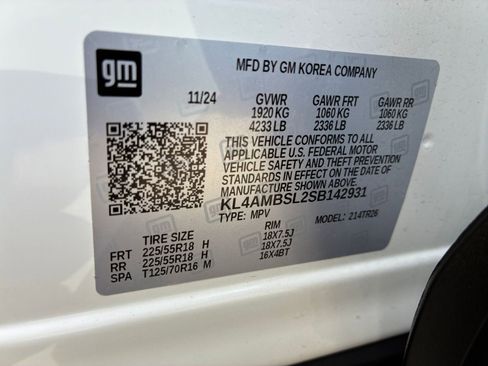 gm
MFD BY GM KOREA COMPANY
11/24 GVWR GAWR FRT GAWR RR
1920 KG 1060 KG 1060 KG
4233 LB 2336 LB 2336 LB
THIS VEHICLE CONFORMS TO ALL
APPLICABLE U.S. FEDERAL MOTOR
VEHICLE SAFETY AND THEFT PREVENTION
STANDARDS IN EFFECT ON THE DATE OF
MANUFACTURE SHOWN ABOVE.
KL4AMBSL2SB142931
TYPE: MPV MODEL: 214TR26
TIRE SIZE RIM
FRT 225/55R18 H 18X7.5J
RR 225/55R18 H 18X7.5J
SPA T125/70R16 M 16X4BT